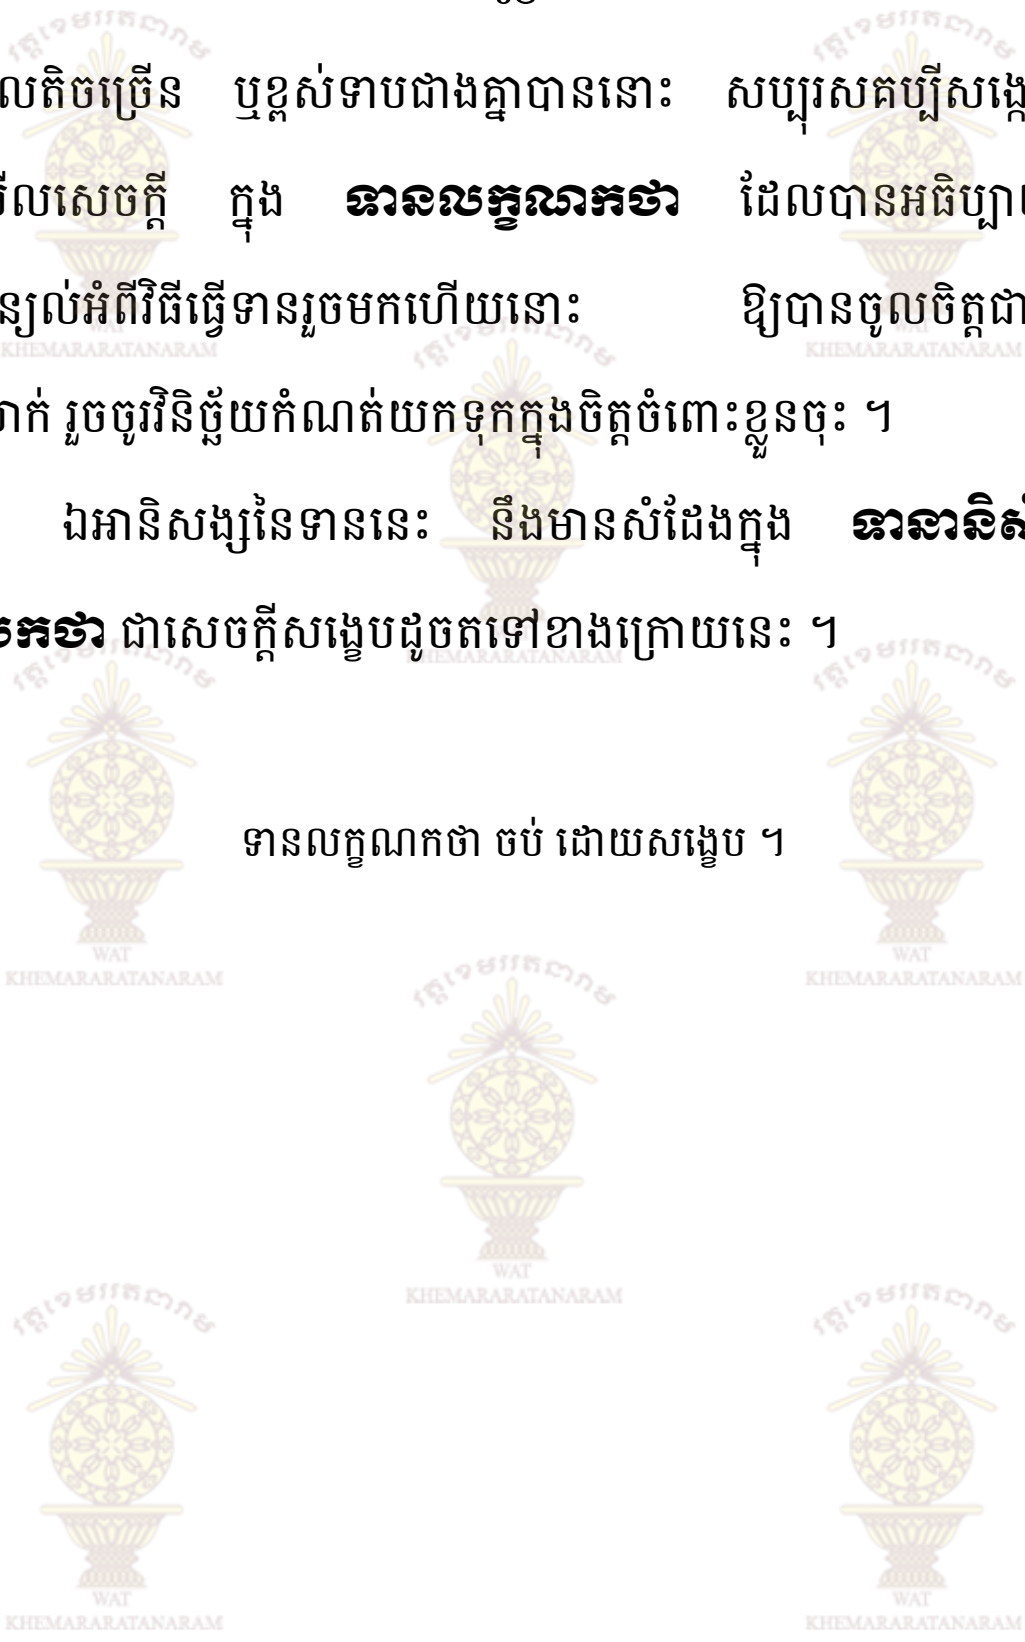 តិចច្រើន ឬខ្ពស់ទាបជាងគ្នាបាននោះ សប្បុរសគប្បីសង្កេ
សេចក្តី ក្នុង ទានលក្ខណកថា ដែលបានអធិប្បា
អំពីវិធីធ្វើទានរួចមកហើយនោះ ឱ្យបានចូលចិត្តជា
រួចចូរវិនិច្ឆ័យកំណត់យកទុកក្នុងចិត្តចំពោះខ្លួនចុះ ។
ឯអានិសង្សនៃទាននេះ នឹងមានសំដែងក្នុង ទានានិសំ
កថា ជាសេចក្តីសង្ខេបដូចតទៅខាងក្រោយនេះ ។
ទានលក្ខណកថា ចប់ ដោយសង្ខេប ។
WAT
KHEMARARATANARAM